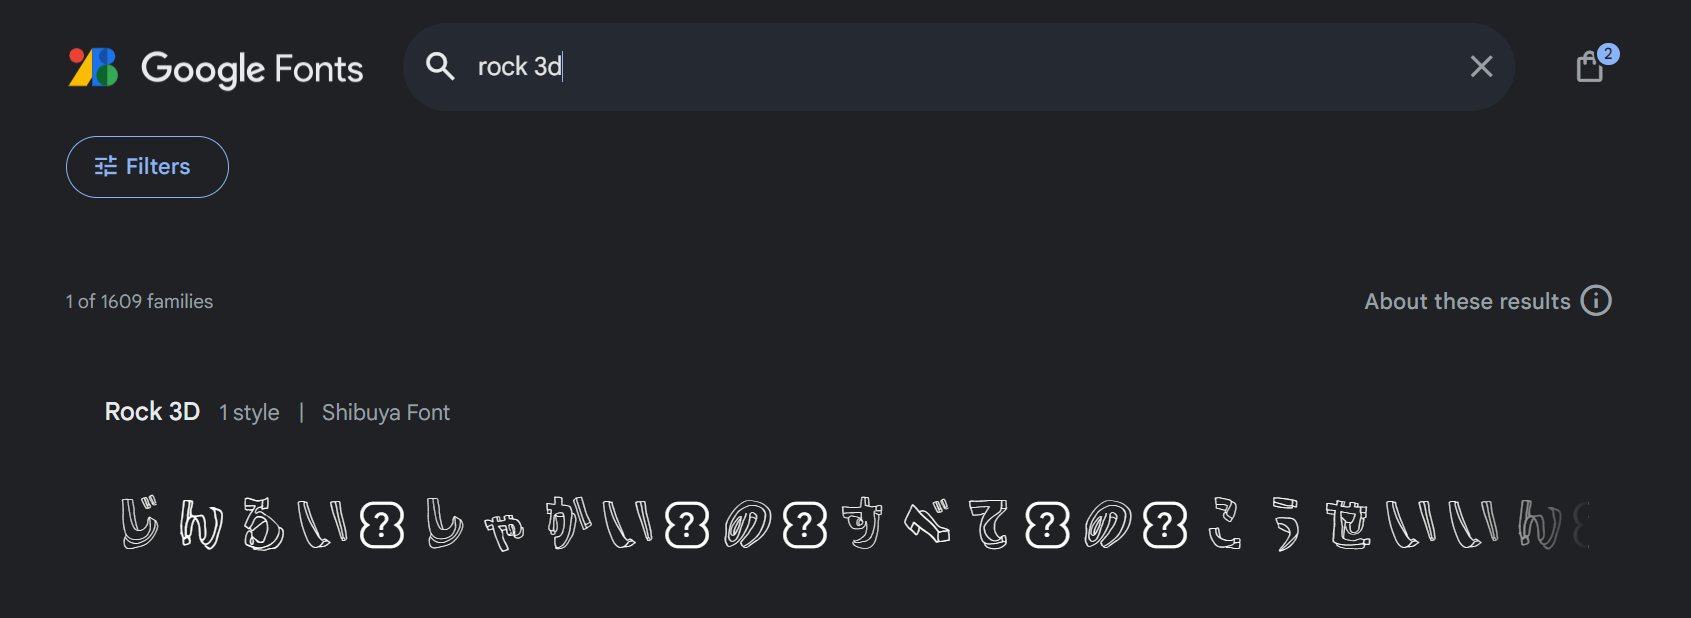 Google Fonts
rock 3d
2
Filters
1 of 1609 families
About these results
Rock 3D 1 style | Shibuya Font
じんるい?しゃかい?の?すべて?の?こうせいいん